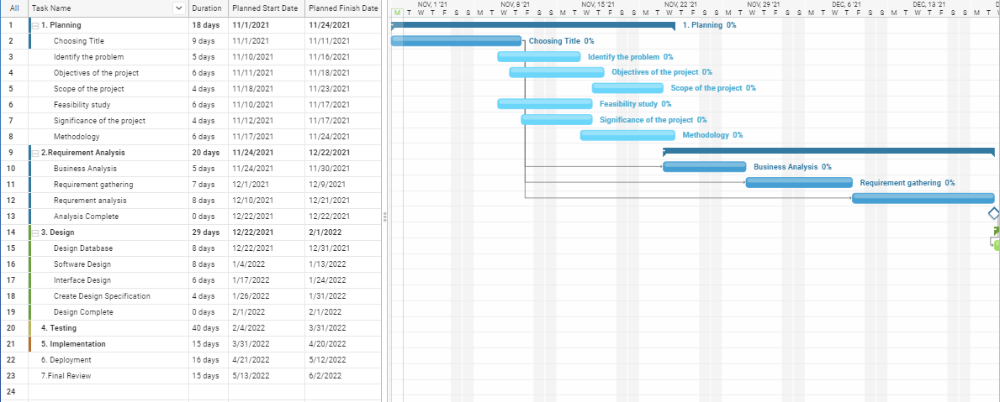 All Task Name Duration Planned Start Date Planned Finish Date
NOV, 1 '21 NOV, 8 '21 NOV, 15 '21 NOV, 22 '21 NOV, 29 '21 DEC, 6 '21 DEC, 13 '21 D
M T W T F S S M T W T F S S M T W T F S S M T W T F S S M T W T F S S M T W T F S S M T W T F S S M
1 1. Planning 18 days 11/1/2021 11/24/2021 1. Planning 0%
2 Choosing Title 9 days 11/1/2021 11/11/2021 Choosing Title 0%
3 Identify the problem 5 days 11/10/2021 11/16/2021 Identify the problem 0%
4 Objectives of the project 6 days 11/11/2021 11/18/2021 Objectives of the project 0%
5 Scope of the project 4 days 11/18/2021 11/23/2021 Scope of the project 0%
6 Feasibility study 6 days 11/10/2021 11/17/2021 Feasibility study 0%
7 Significance of the project 4 days 11/12/2021 11/17/2021 Significance of the project 0%
8 Methodology 6 days 11/17/2021 11/24/2021 Methodology 0%
9 2.Requirement Analysis 20 days 11/24/2021 12/22/2021
10 Business Analysis 5 days 11/24/2021 11/30/2021 Business Analysis 0%
11 Requirement gathering 7 days 12/1/2021 12/9/2021 Requirement gathering 0%
12 Requrement analysis 8 days 12/10/2021 12/21/2021
13 Analysis Complete 0 days 12/22/2021 12/22/2021
14 3. Design 29 days 12/22/2021 2/1/2022
15 Design Database 8 days 12/22/2021 12/31/2021
16 Software Design 8 days 1/4/2022 1/13/2022
17 Interface Design 6 days 1/17/2022 1/24/2022
18 Create Design Specification 4 days 1/26/2022 1/31/2022
19 Design Complete 0 days 2/1/2022 2/1/2022
20 4. Testing 40 days 2/4/2022 3/31/2022
21 5. Implementation 15 days 3/31/2022 4/20/2022
22 6. Deployment 16 days 4/21/2022 5/12/2022
23 7.Final Review 15 days 5/13/2022 6/2/2022
24